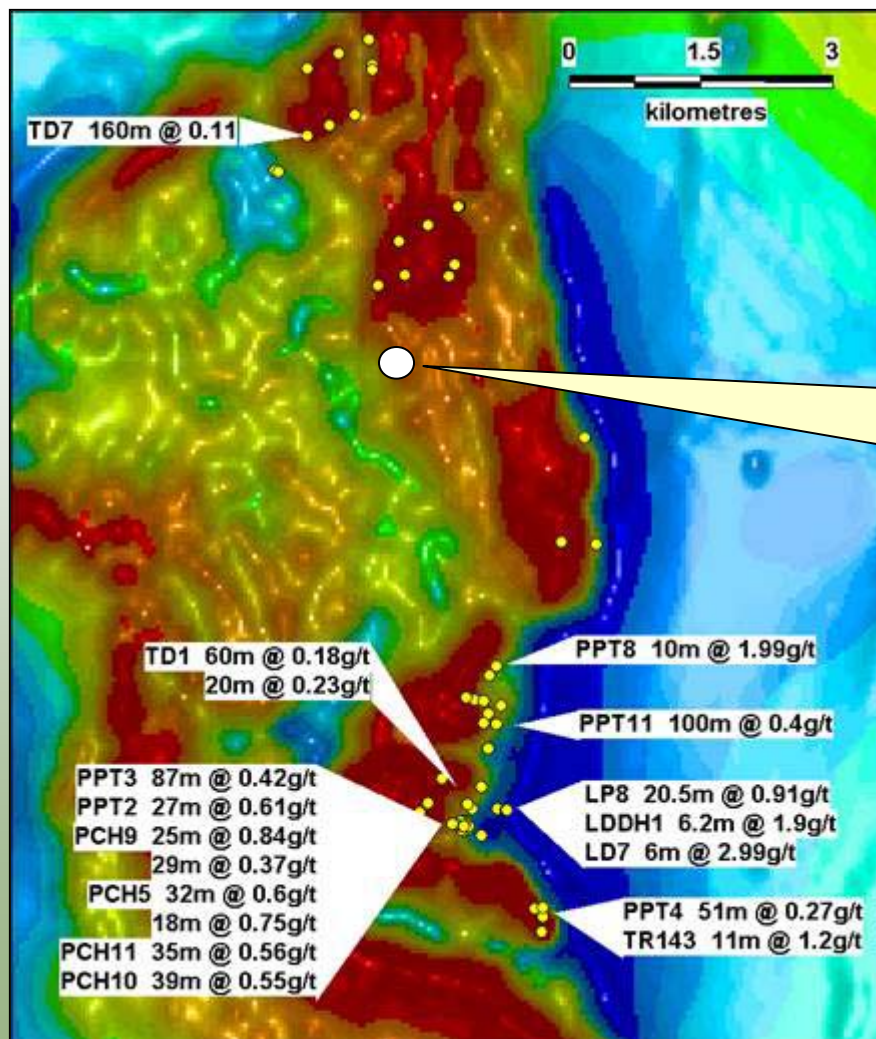 0 1.5 3
kilometres
TD7 160m @ 0.11
TD1 60m @ 0.18g/t
20m @ 0.23g/t
PPT8 10m @ 1.99g/t
PPT11 100m @ 0.4g/t
PPT3 87m @ 0.42g/t
PPT2 27m @ 0.61g/t
PCH9 25m @ 0.84g/t
29m @ 0.37g/t
PCH5 32m @ 0.6g/t
18m @ 0.75g/t
PCH11 35m @ 0.56g/t
PCH10 39m @ 0.55g/t
LP8 20.5m @ 0.91g/t
LDDH1 6.2m @ 1.9g/t
LD7 6m @ 2.99g/t
PPT4 51m @ 0.27g/t
TR143 11m @ 1.2g/t